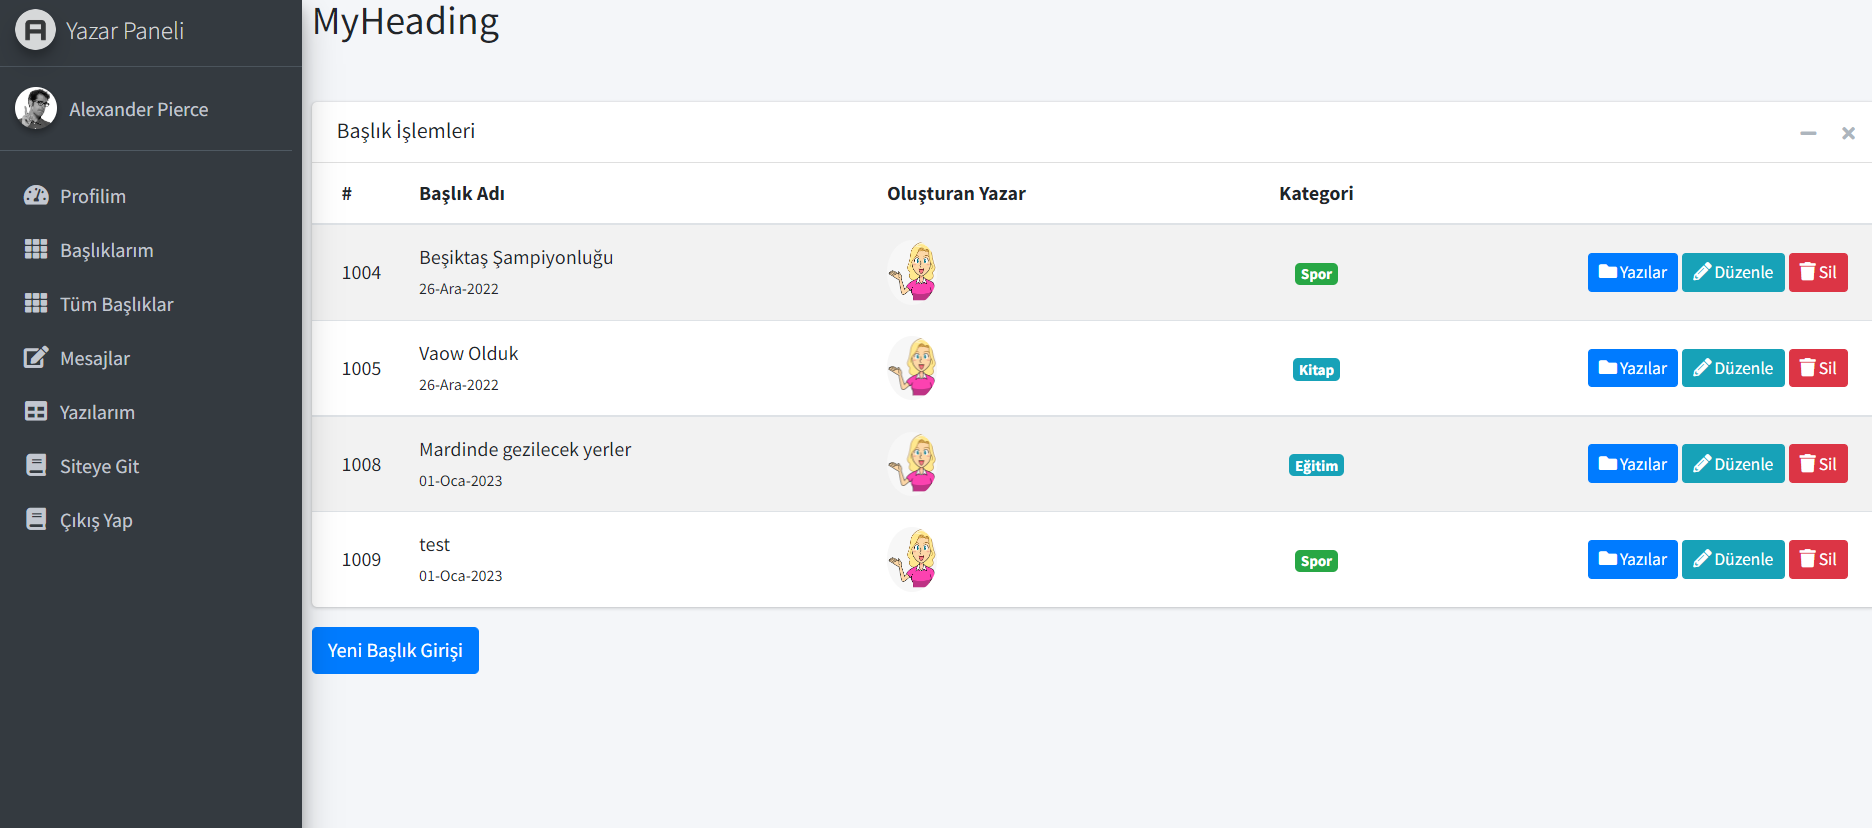 Yazar Paneli
MyHeading
Alexander Pierce
Profilim
Başlıklarım
Tüm Başlıklar
Mesajlar
Yazılarım
Siteye Git
Çıkış Yap
Başlık İşlemleri
# Başlık Adı Oluşturan Yazar Kategori
1004 Beşiktaş Şampiyonluğu Spor Yazılar Düzenle Sil
26-Ara-2022
1005 Vaow Olduk Kitap Yazılar Düzenle Sil
26-Ara-2022
1008 Mardinde gezilecek yerler Eğitim Yazılar Düzenle Sil
01-Oca-2023
1009 test Spor Yazılar Düzenle Sil
01-Oca-2023
Yeni Başlık Girişi